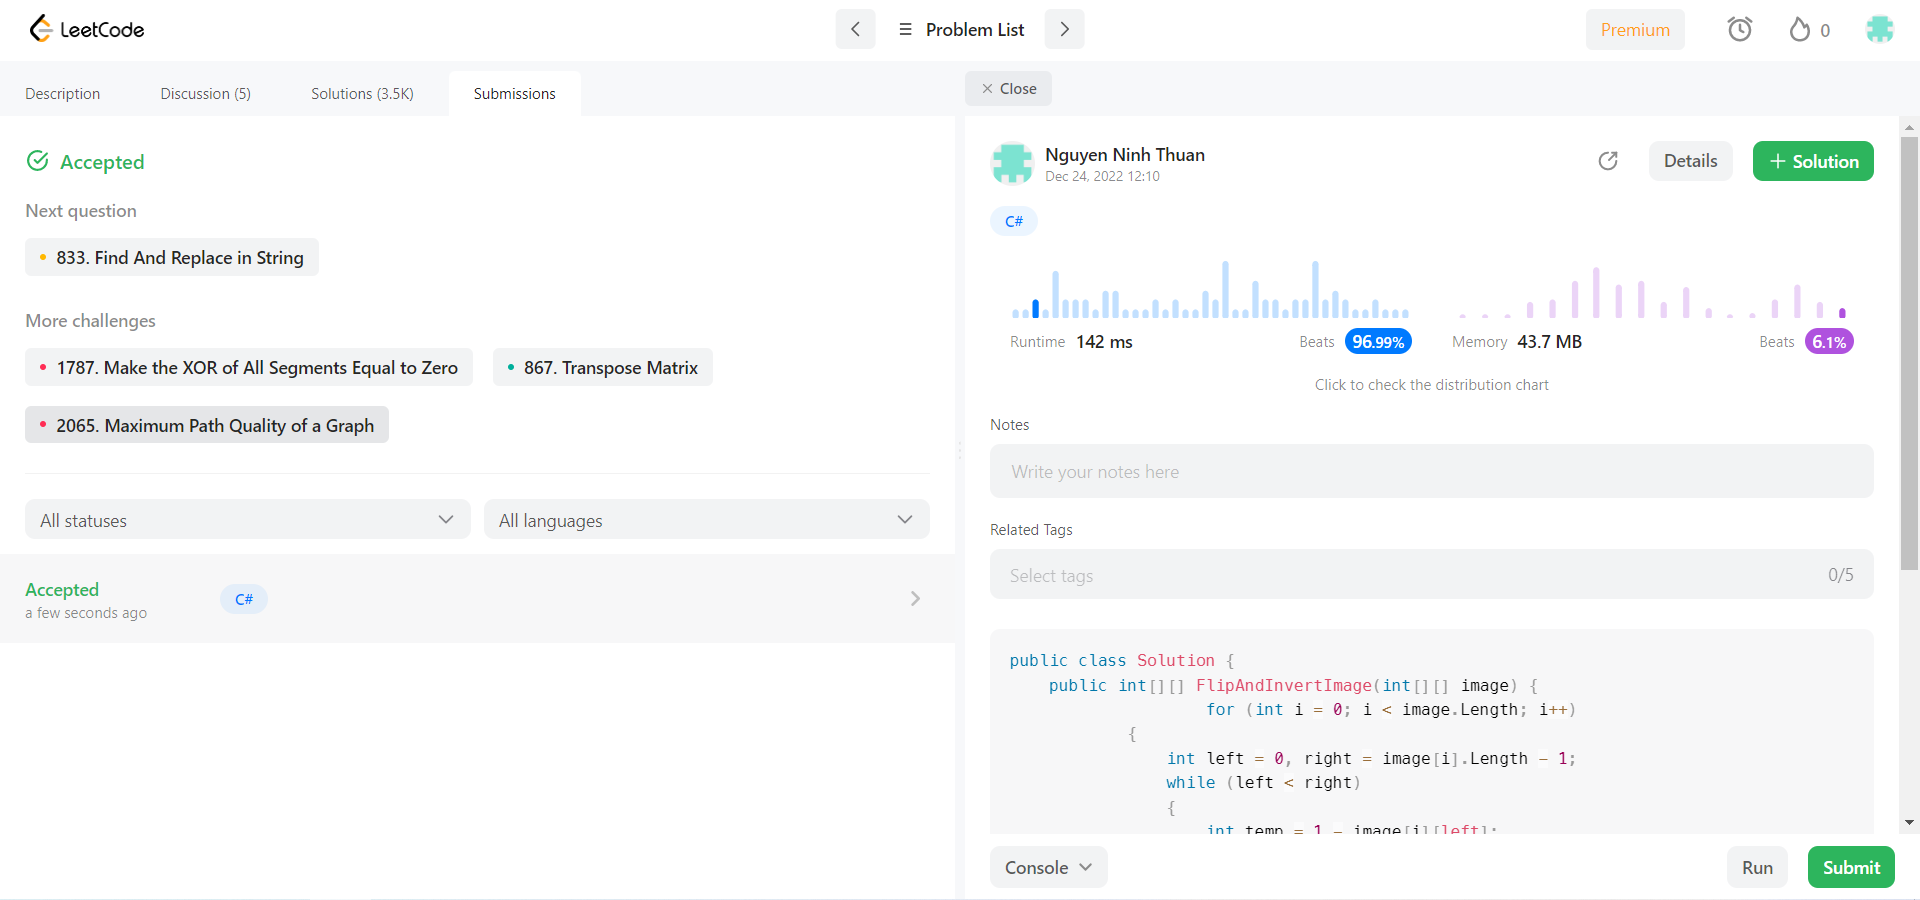 LeetCode
Problem List
Premium
0
Description
Discussion (5)
Solutions (3.5K)
Submissions
Accepted
Next question
833. Find And Replace in String
More challenges
1787. Make the XOR of All Segments Equal to Zero
867. Transpose Matrix
2065. Maximum Path Quality of a Graph
All statuses
All languages
Accepted
a few seconds ago
C#
Close
Nguyen Ninh Thuan
Dec 24, 2022 12:10
Details
+ Solution
C#
Runtime 142 ms
Beats 96.99%
Memory 43.7 MB
Beats 6.1%
Click to check the distribution chart
Notes
Write your notes here
Related Tags
Select tags
0/5
public class Solution {
    public int[][] FlipAndInvertImage(int[][] image) {
                    for (int i = 0; i < image.Length; i++)
            {
                int left = 0, right = image[i].Length - 1;
                while (left < right)
                {
                    int temp = 1 - image[i][left];
Console
Run
Submit